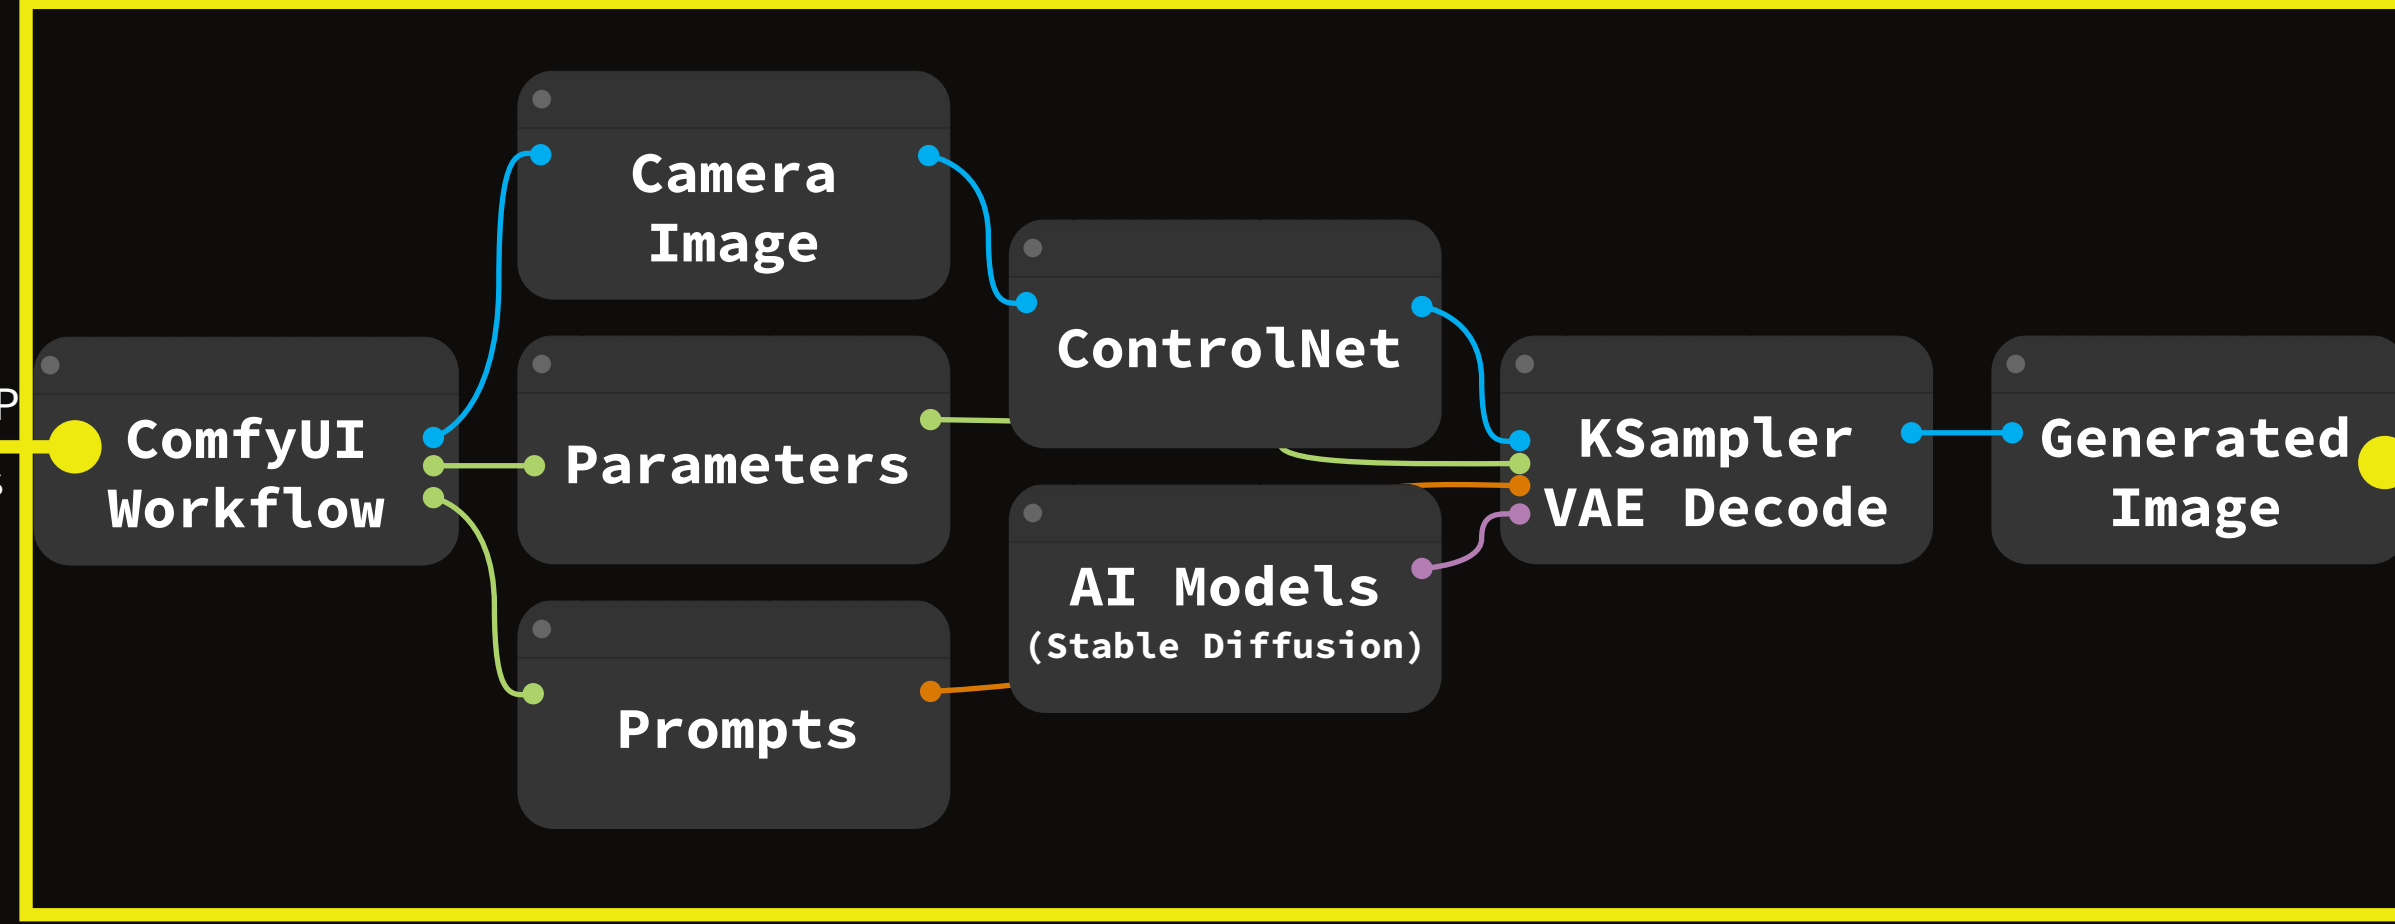 P
s
ComfyUI
Workflow
Camera
Image
Parameters
Prompts
ControlNet
AI Models
(Stable Diffusion)
KSampler
VAE Decode
Generated
Image